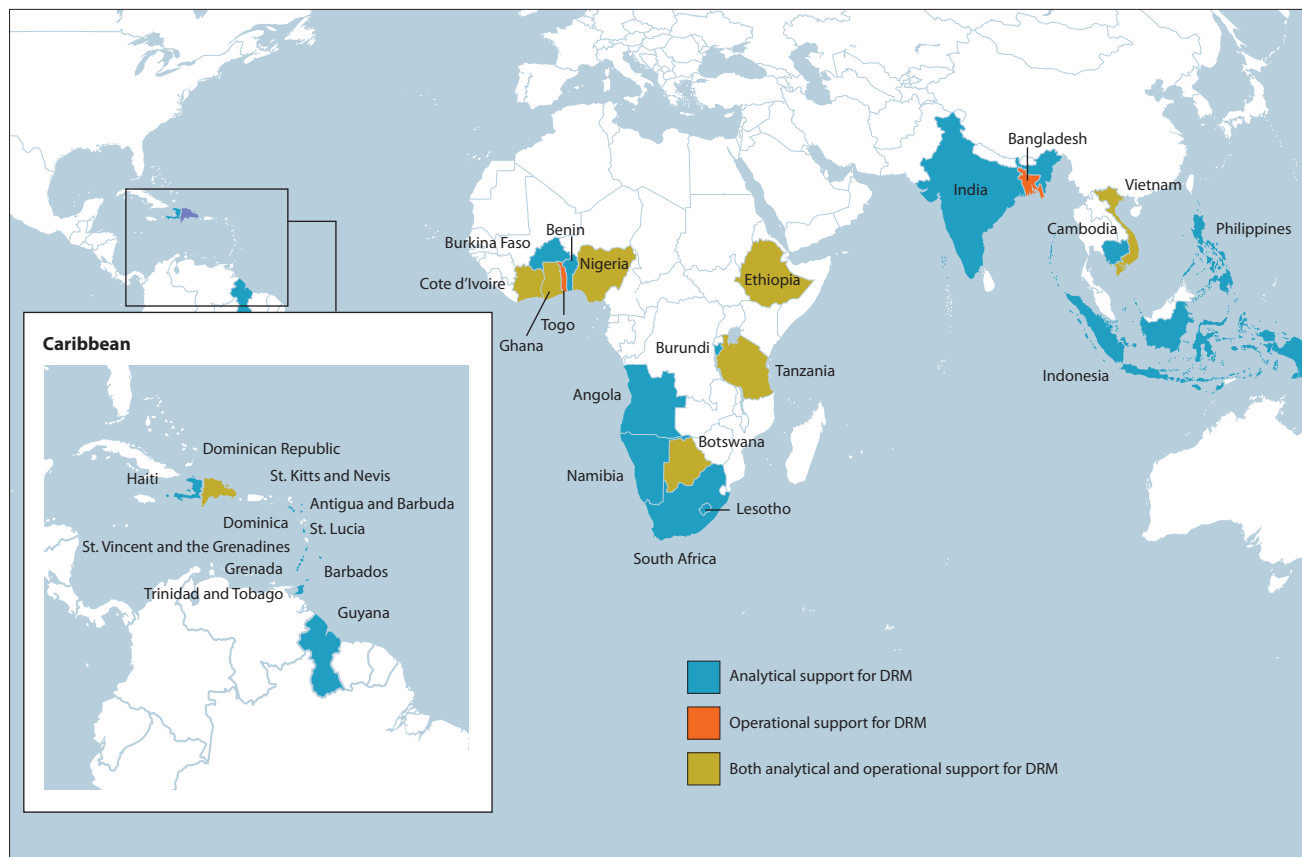 Bangladesh
India
Vietnam
Cambodia
Philippines
Benin
Burkina Faso
Nigeria
Cote d’Ivoire
Ethiopia
Togo
Ghana
Burundi
Tanzania
Indonesia
Angola
Botswana
Namibia
Lesotho
South Africa
Caribbean
Dominican Republic
Haiti
St. Kitts and Nevis
Antigua and Barbuda
Dominica
St. Lucia
St. Vincent and the Grenadines
Grenada
Barbados
Trinidad and Tobago
Guyana
Analytical support for DRM
Operational support for DRM
Both analytical and operational support for DRM